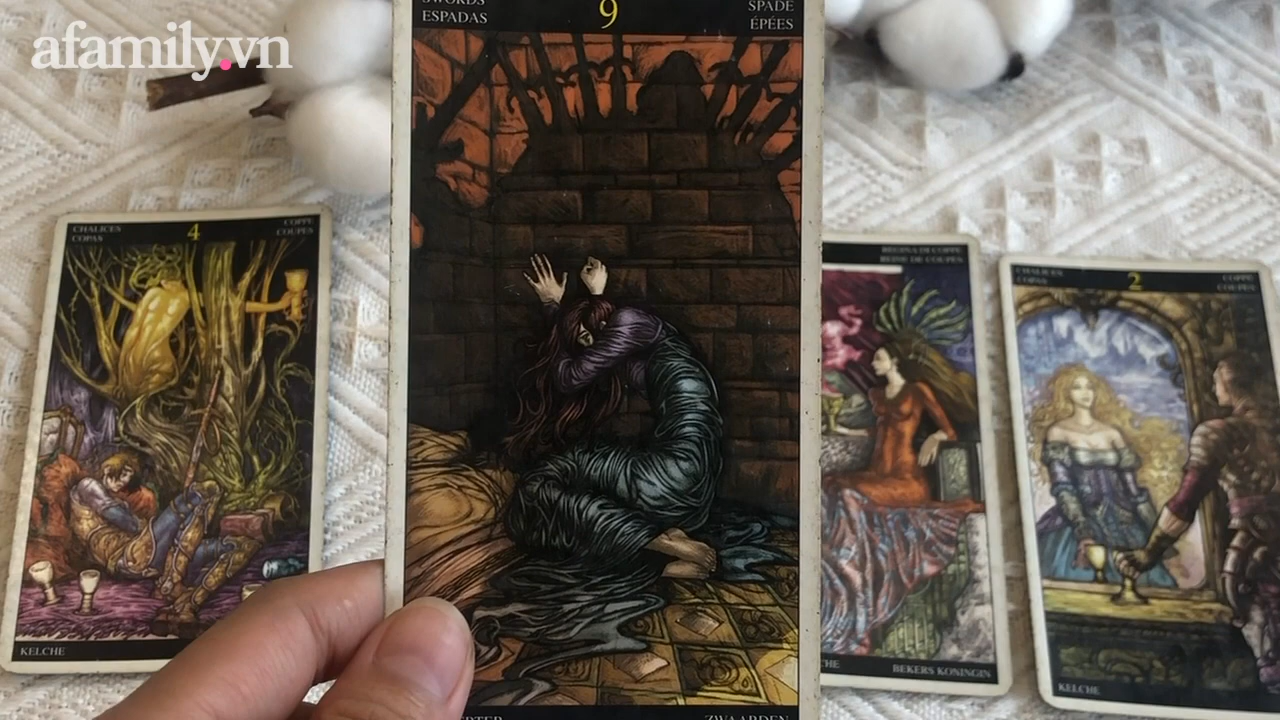 afamily.vn
SWORDS
ESPADAS
9
SPADE
ÉPÉES
CHALICES
COPAS
4
COPPE
COUPES
KELCHE
ZWAARDEN
REGINA DI COPPE
REINE DE COUPES
BEKERS KONINGIN
CHALICES
COPAS
2
COPPE
COUPES
KELCHE